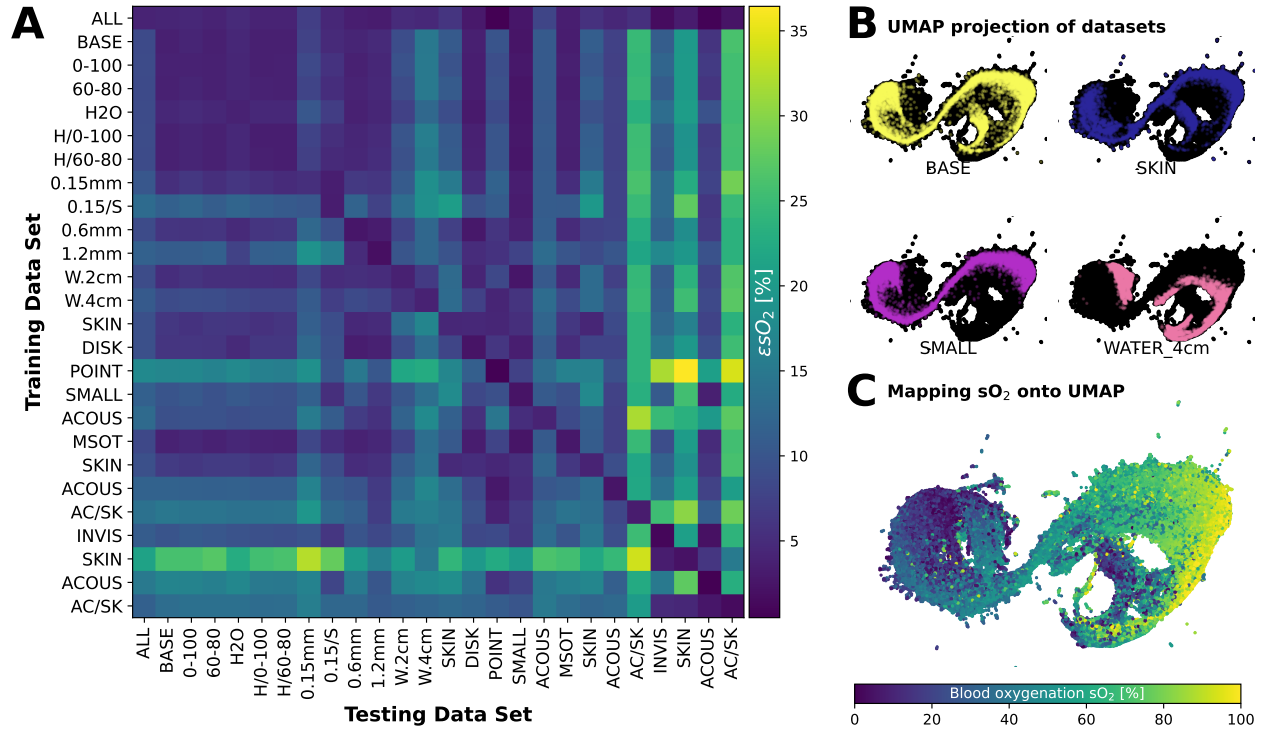 A
ALL
BASE
0-100
60-80
H2O
H/0-100
H/60-80
0.15mm
0.15/S
0.6mm
1.2mm
W.2cm
W.4cm
SKIN
DISK
POINT
SMALL
ACOUS
MSOT
SKIN
ACOUS
AC/SK
INVIS
SKIN
ACOUS
AC/SK
Training Data Set
ALL
BASE
0-100
60-80
H2O
H/0-100
H/60-80
0.15mm
0.15/S
0.6mm
1.2mm
W.2cm
W.4cm
SKIN
DISK
POINT
SMALL
ACOUS
MSOT
SKIN
ACOUS
AC/SK
INVIS
SKIN
ACOUS
AC/SK
Testing Data Set
35
30
25
20
15
10
5
εsO₂ [%]
B UMAP projection of datasets
BASE
SKIN
SMALL
WATER_4cm
C Mapping sO₂ onto UMAP
Blood oxygenation sO₂ [%]
0 20 40 60 80 100